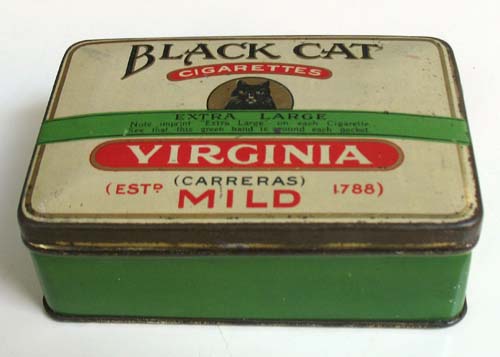 BLACK CAT
CIGARETTES
EXTRA LARGE
Note imprint "Extra Large" on each Cigarette.
See that this green band is around each packet.
VIRGINIA
(ESTD (CARRERAS) 1788)
MILD